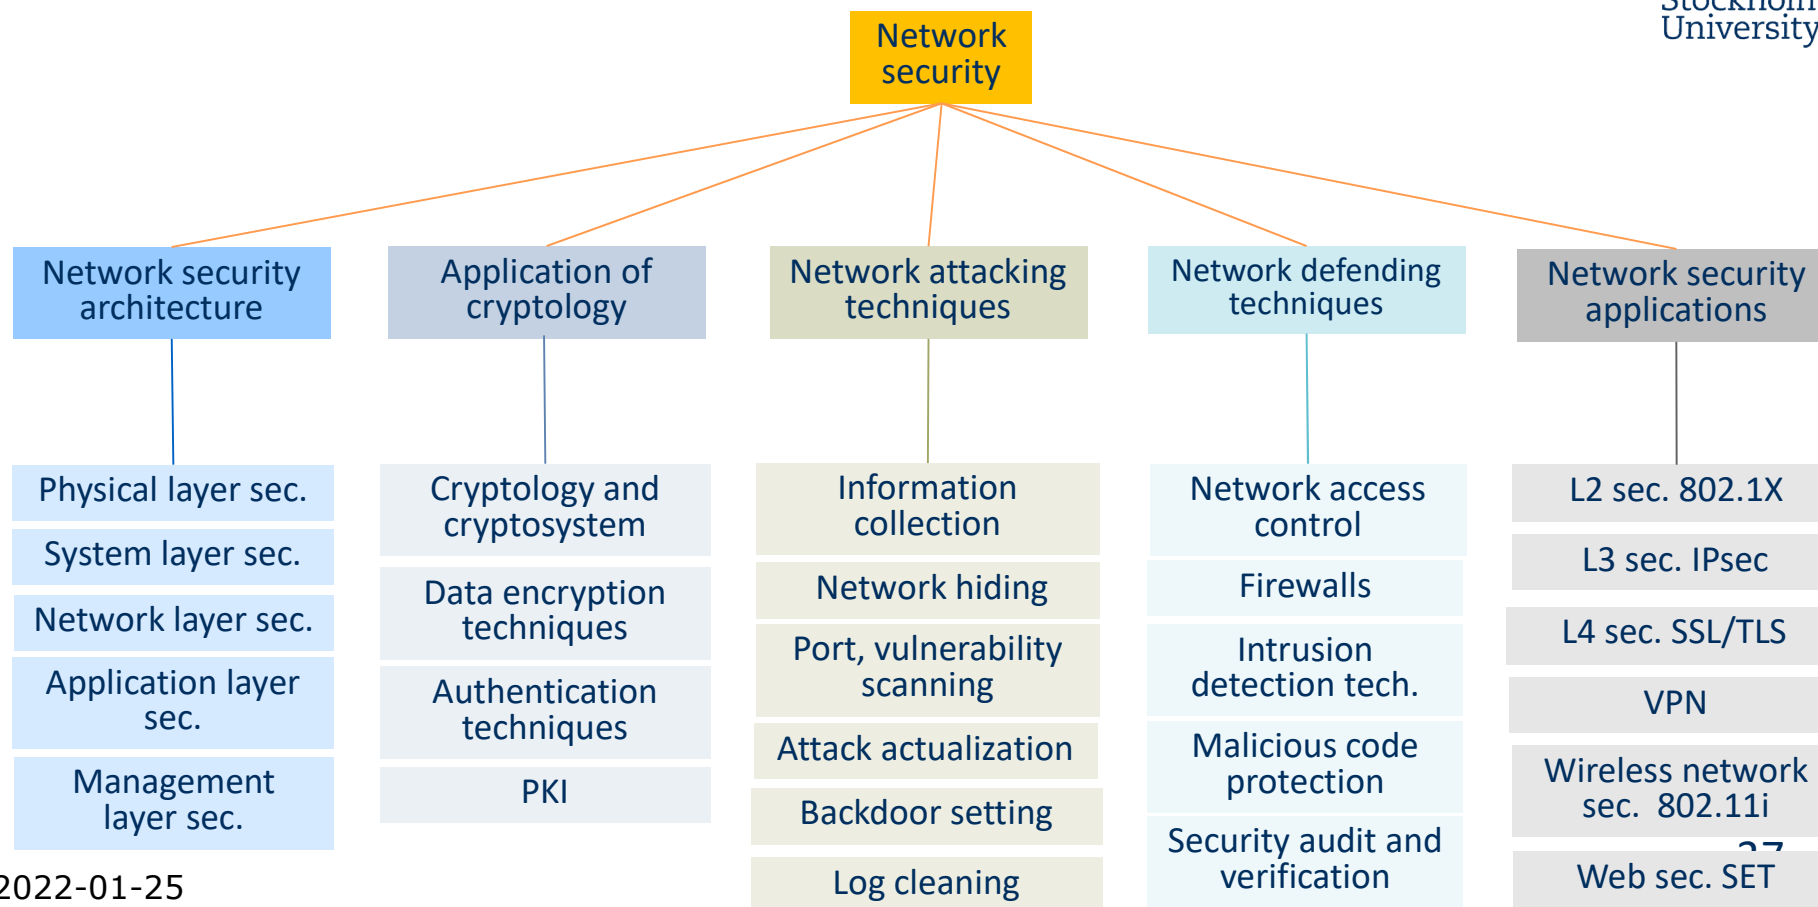 Stockholm
University
Network
security
Network security
architecture
Application of
cryptology
Network attacking
techniques
Network defending
techniques
Network security
applications
Physical layer sec.
System layer sec.
Network layer sec.
Application layer
sec.
Management
layer sec.
Cryptology and
cryptosystem
Data encryption
techniques
Authentication
techniques
PKI
Information
collection
Network hiding
Port, vulnerability
scanning
Attack actualization
Backdoor setting
Log cleaning
Network access
control
Firewalls
Intrusion
detection tech.
Malicious code
protection
Security audit and
verification
L2 sec. 802.1X
L3 sec. IPsec
L4 sec. SSL/TLS
VPN
Wireless network
sec. 802.11i
Web sec. SET
2022-01-25